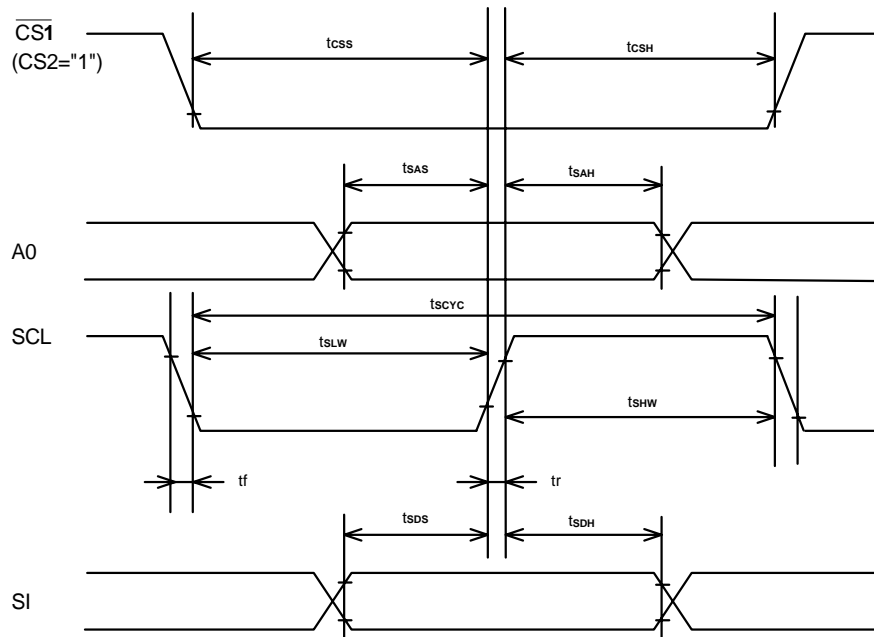 CS1
(CS2="1")
tCSS
tCSH
tSAS
tSAH
A0
tSCYC
SCL
tSLW
tSHW
tf
tr
tSDS
tSDH
SI